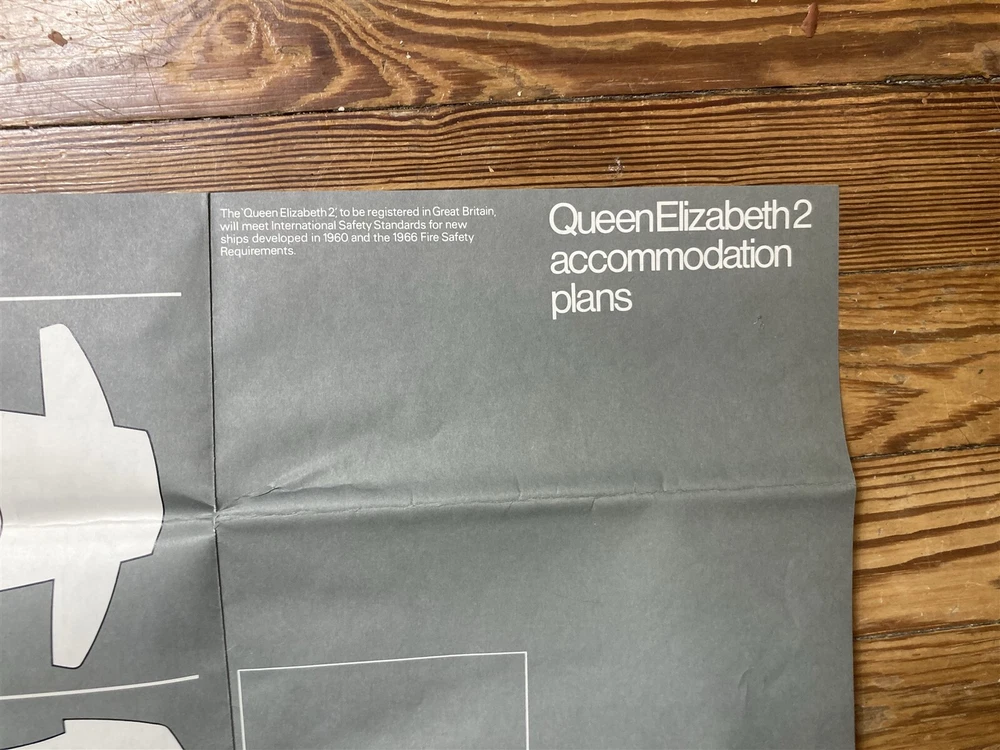 The 'Queen Elizabeth 2', to be registered in Great Britain,
will meet International Safety Standards for new
ships developed in 1960 and the 1966 Fire Safety
Requirements.
Queen Elizabeth 2
accommodation
plans